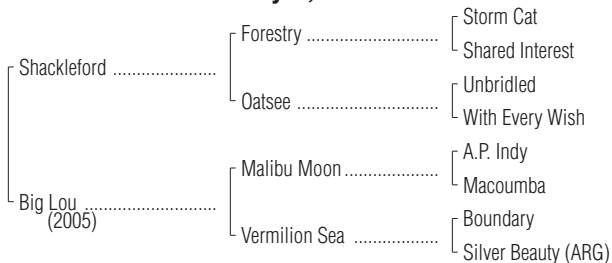 Storm Cat
Forestry ..............................
Shared Interest
Shackleford .......................
Unbridled
Oatsee ..............................
With Every Wish
A.P. Indy
Malibu Moon.....................
Macoumba
Big Lou .............................
(2005)
Boundary
Vermilion Sea ...................
Silver Beauty (ARG)